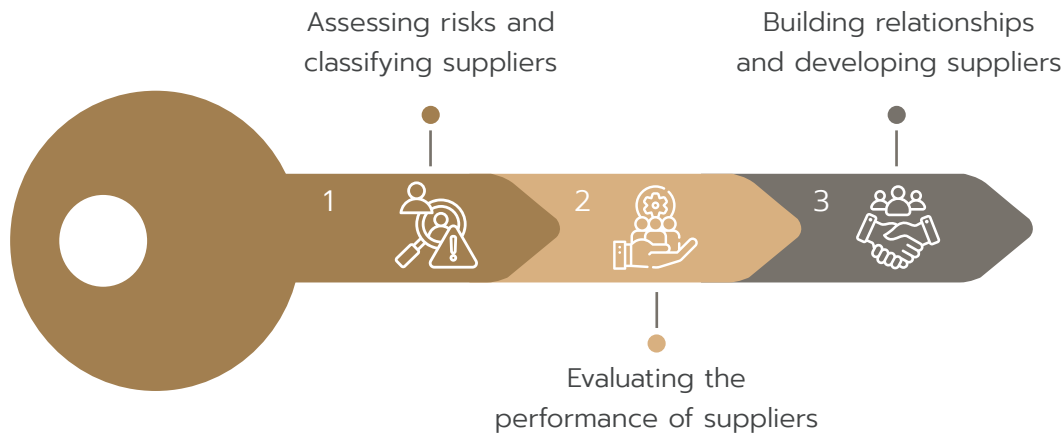 Assessing risks and
classifying suppliers
Building relationships
and developing suppliers
1
2
3
Evaluating the
performance of suppliers